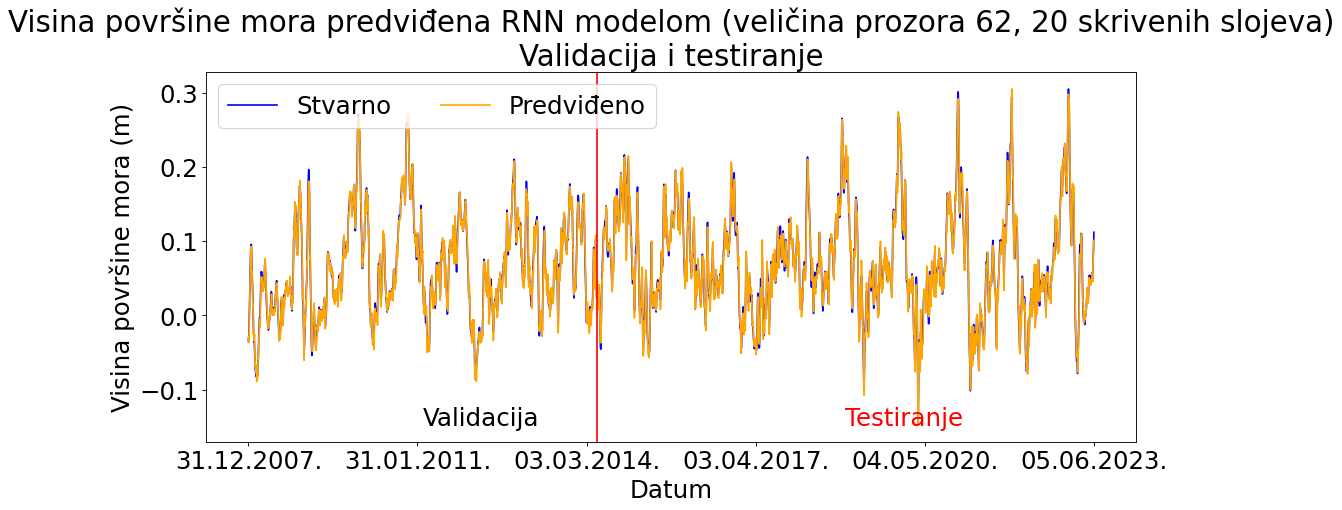 Visina površine mora predviđena RNN modelom (veličina prozora 62, 20 skrivenih slojeva)
Validacija i testiranje
Stvarno
Predviđeno
Visina površine mora (m)
0.3
0.2
0.1
0.0
−0.1
Validacija
Testiranje
31.12.2007.
31.01.2011.
03.03.2014.
03.04.2017.
04.05.2020.
05.06.2023.
Datum